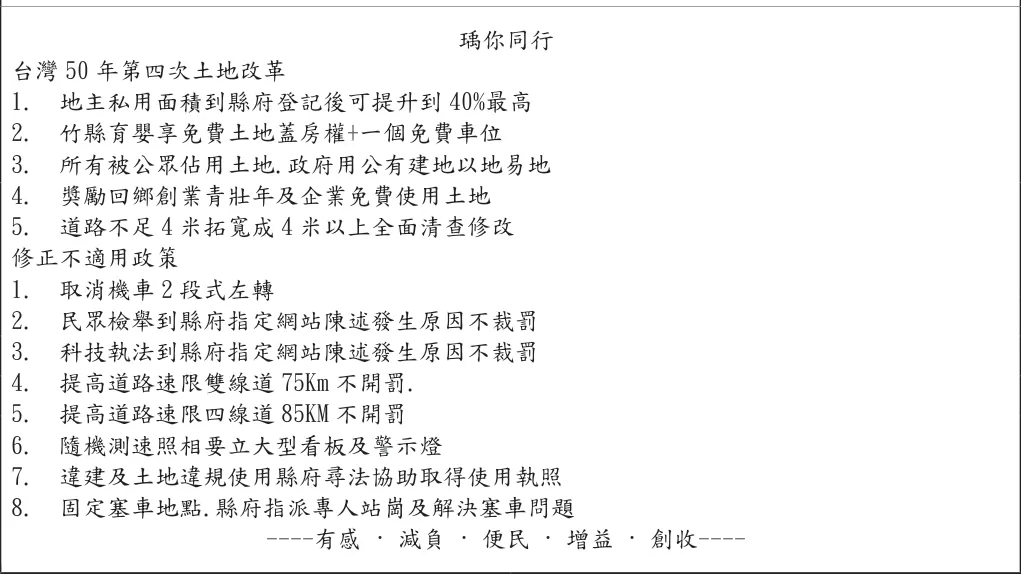 瑀你同行
台灣 50 年第四次土地改革
1. 地主私用面積到縣府登記後可提升到 40%最高
2. 竹縣育嬰享免費土地蓋房權+一個免費車位
3. 所有被公眾佔用土地.政府用公有建地以地易地
4. 獎勵回鄉創業青壯年及企業免費使用土地
5. 道路不足 4 米拓寬成 4 米以上全面清查修改
修正不適用政策
1. 取消機車 2 段式左轉
2. 民眾檢舉到縣府指定網站陳述發生原因不裁罰
3. 科技執法到縣府指定網站陳述發生原因不裁罰
4. 提高道路速限雙線道 75Km 不開罰.
5. 提高道路速限四線道 85KM 不開罰
6. 隨機測速照相要立大型看板及警示燈
7. 違建及土地違規使用縣府尋法協助取得使用執照
8. 固定塞車地點.縣府指派專人站崗及解決塞車問題
----有感 · 減負 · 便民 · 增益 · 創收----